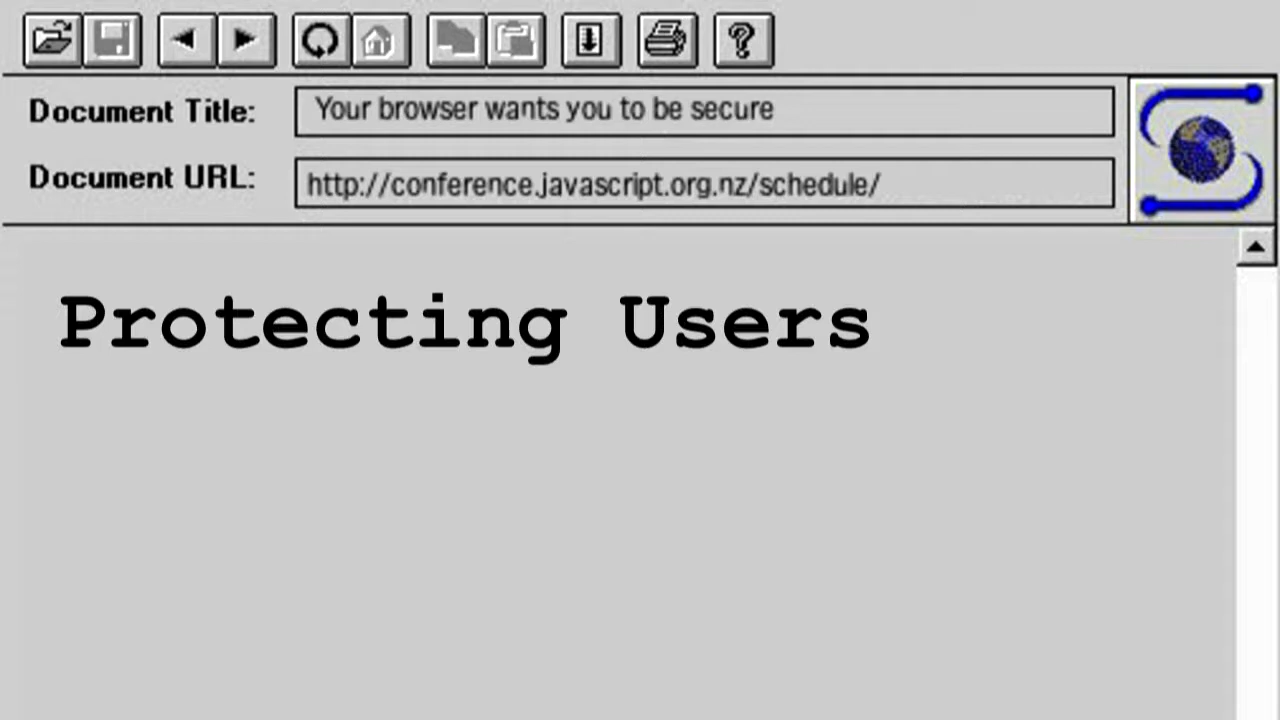 Document Title: Your browser wants you to be secure
Document URL: http://conference.javascript.org.nz/schedule/
Protecting Users